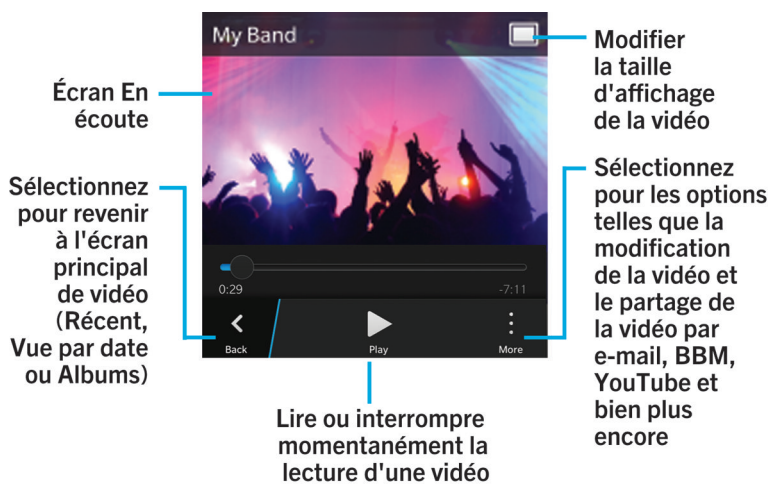 My Band
Modifier
la taille
d'affichage
de la vidéo
Écran En
écoute
Sélectionnez
pour revenir
à l'écran
principal
de vidéo
(Récent,
Vue par date
ou Albums)
Sélectionnez
pour les options
telles que la
modification
de la vidéo et
le partage de
la vidéo par
e-mail, BBM,
YouTube et
bien plus
encore
0:29
-7:11
Back
Play
More
Lire ou interrompre
momentanément la
lecture d'une vidéo